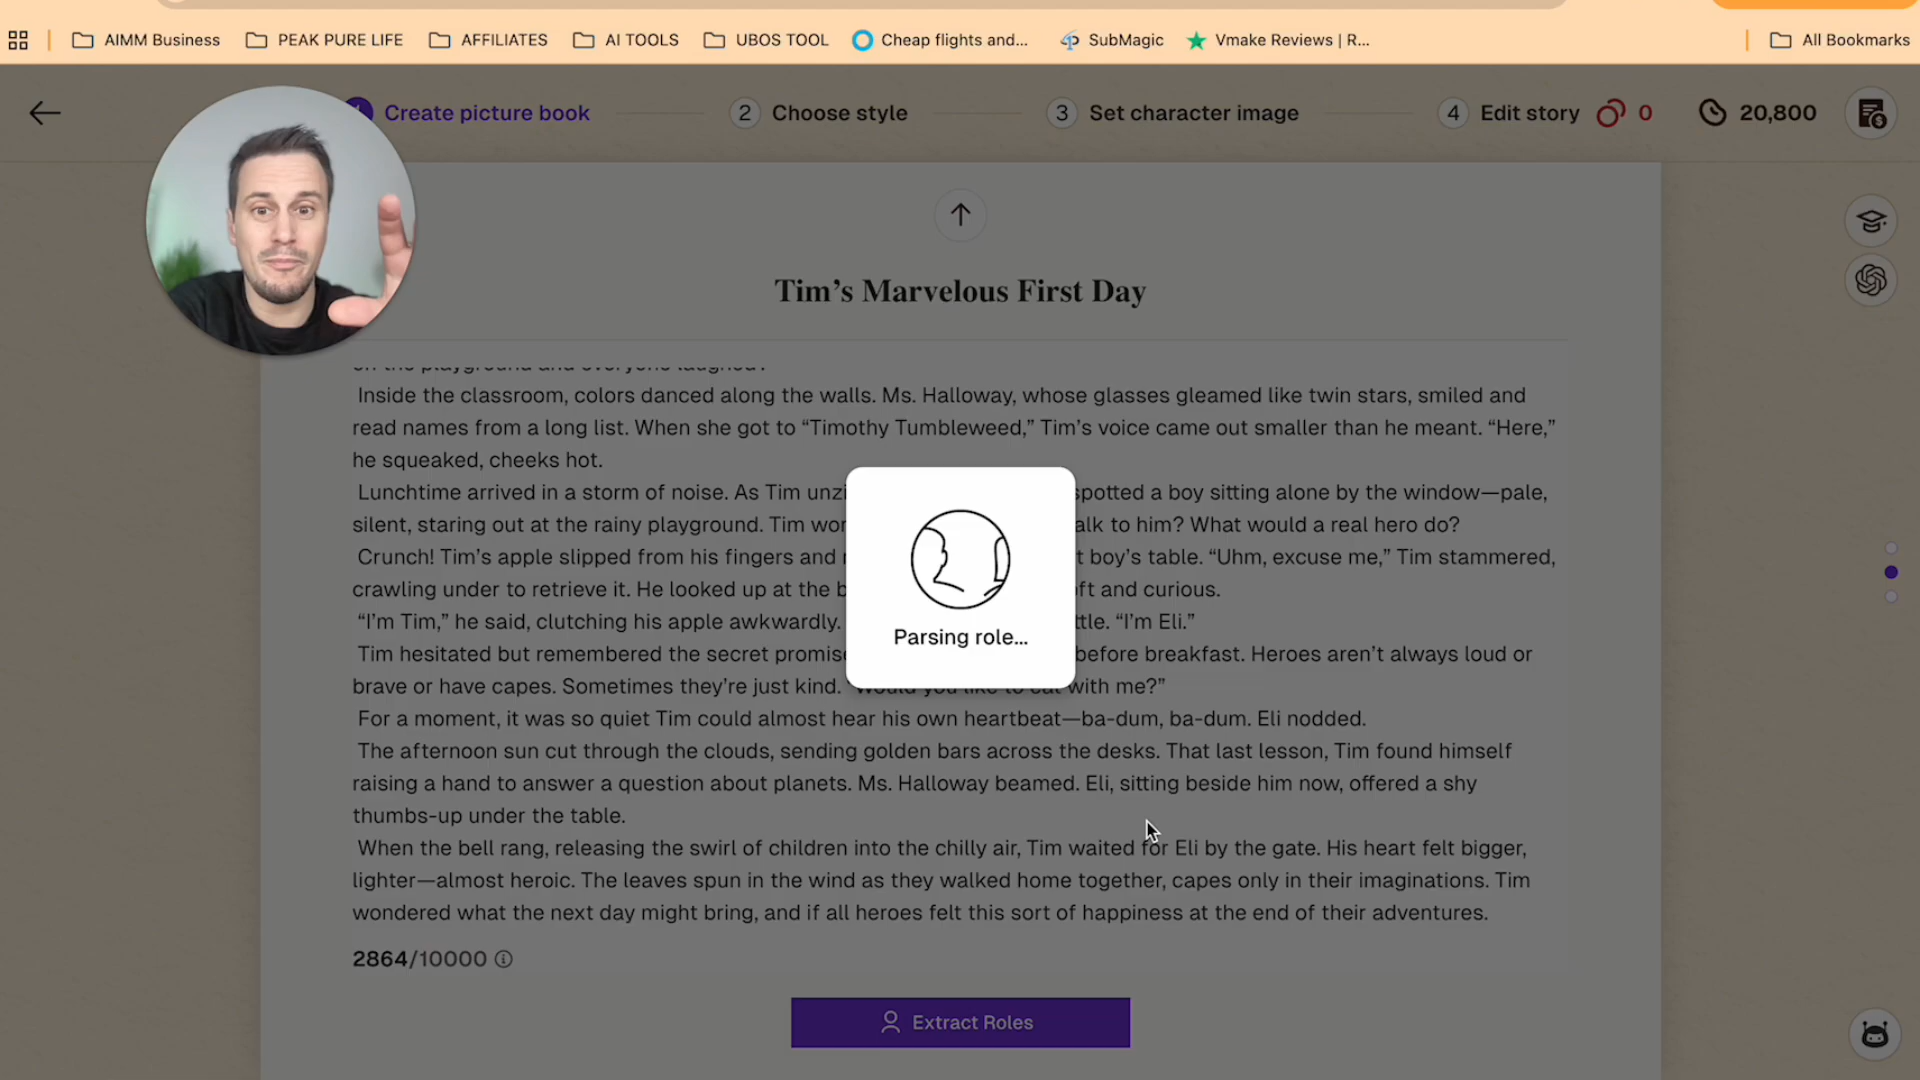 AIMM Business
PEAK PURE LIFE
AFFILIATES
AI TOOLS
UBOS TOOL
Cheap flights and...
SubMagic
Vmake Reviews | R...
All Bookmarks
Create picture book
2 Choose style
3 Set character image
4 Edit story
0
20,800
Tim’s Marvelous First Day
on the playground and everyone laughed?
Inside the classroom, colors danced along the walls. Ms. Halloway, whose glasses gleamed like twin stars, smiled and
read names from a long list. When she got to “Timothy Tumbleweed,” Tim’s voice came out smaller than he meant. “Here,”
he squeaked, cheeks hot.
Lunchtime arrived in a storm of noise. As Tim unzi spotted a boy sitting alone by the window—pale,
silent, staring out at the rainy playground. Tim wor alk to him? What would a real hero do?
Crunch! Tim’s apple slipped from his fingers and t boy’s table. “Uhm, excuse me,” Tim stammered,
crawling under to retrieve it. He looked up at the b ft and curious.
“I’m Tim,” he said, clutching his apple awkwardly. ttle. “I’m Eli.”
Tim hesitated but remembered the secret promis before breakfast. Heroes aren’t always loud or
brave or have capes. Sometimes they’re just kind. “Would you like to eat with me?”
For a moment, it was so quiet Tim could almost hear his own heartbeat—ba-dum, ba-dum. Eli nodded.
The afternoon sun cut through the clouds, sending golden bars across the desks. That last lesson, Tim found himself
raising a hand to answer a question about planets. Ms. Halloway beamed. Eli, sitting beside him now, offered a shy
thumbs-up under the table.
When the bell rang, releasing the swirl of children into the chilly air, Tim waited for Eli by the gate. His heart felt bigger,
lighter—almost heroic. The leaves spun in the wind as they walked home together, capes only in their imaginations. Tim
wondered what the next day might bring, and if all heroes felt this sort of happiness at the end of their adventures.
Parsing role...
2864/10000
Extract Roles